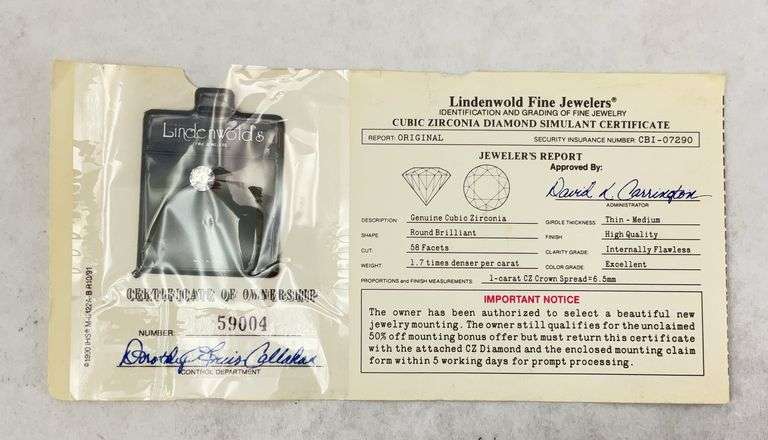 Lindenwold's
FINE JEWELERS
CERTIFICATE OF OWNERSHIP
NUMBER: 59004
Dorothy Callahan
CONTROL DEPARTMENT
Lindenwold Fine Jewelers®
IDENTIFICATION AND GRADING OF FINE JEWELRY
CUBIC ZIRCONIA DIAMOND SIMULANT CERTIFICATE
REPORT: ORIGINAL SECURITY INSURANCE NUMBER: CBI-07290
JEWELER'S REPORT
Approved By:
David L Carrington
ADMINISTRATOR
DESCRIPTION: Genuine Cubic Zirconia GIRDLE THICKNESS: Thin - Medium
SHAPE: Round Brilliant FINISH: High Quality
CUT: 58 Facets CLARITY GRADE: Internally Flawless
WEIGHT: 1.7 times denser per carat COLOR GRADE: Excellent
PROPORTIONS and FINISH MEASUREMENTS: 1-carat CZ Crown Spread=6.5mm
IMPORTANT NOTICE
The owner has been authorized to select a beautiful new
jewelry mounting. The owner still qualifies for the unclaimed
50% off mounting bonus offer but must return this certificate
with the attached CZ Diamond and the enclosed mounting claim
form within 5 working days for prompt processing.